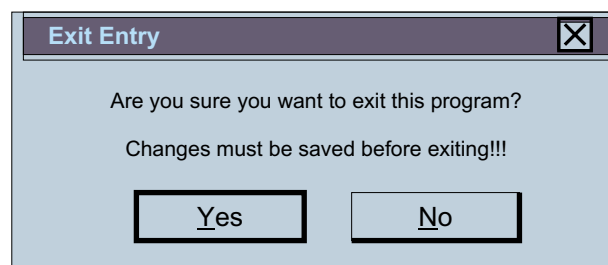 Exit Entry
Are you sure you want to exit this program?
Changes must be saved before exiting!!!
Yes
No